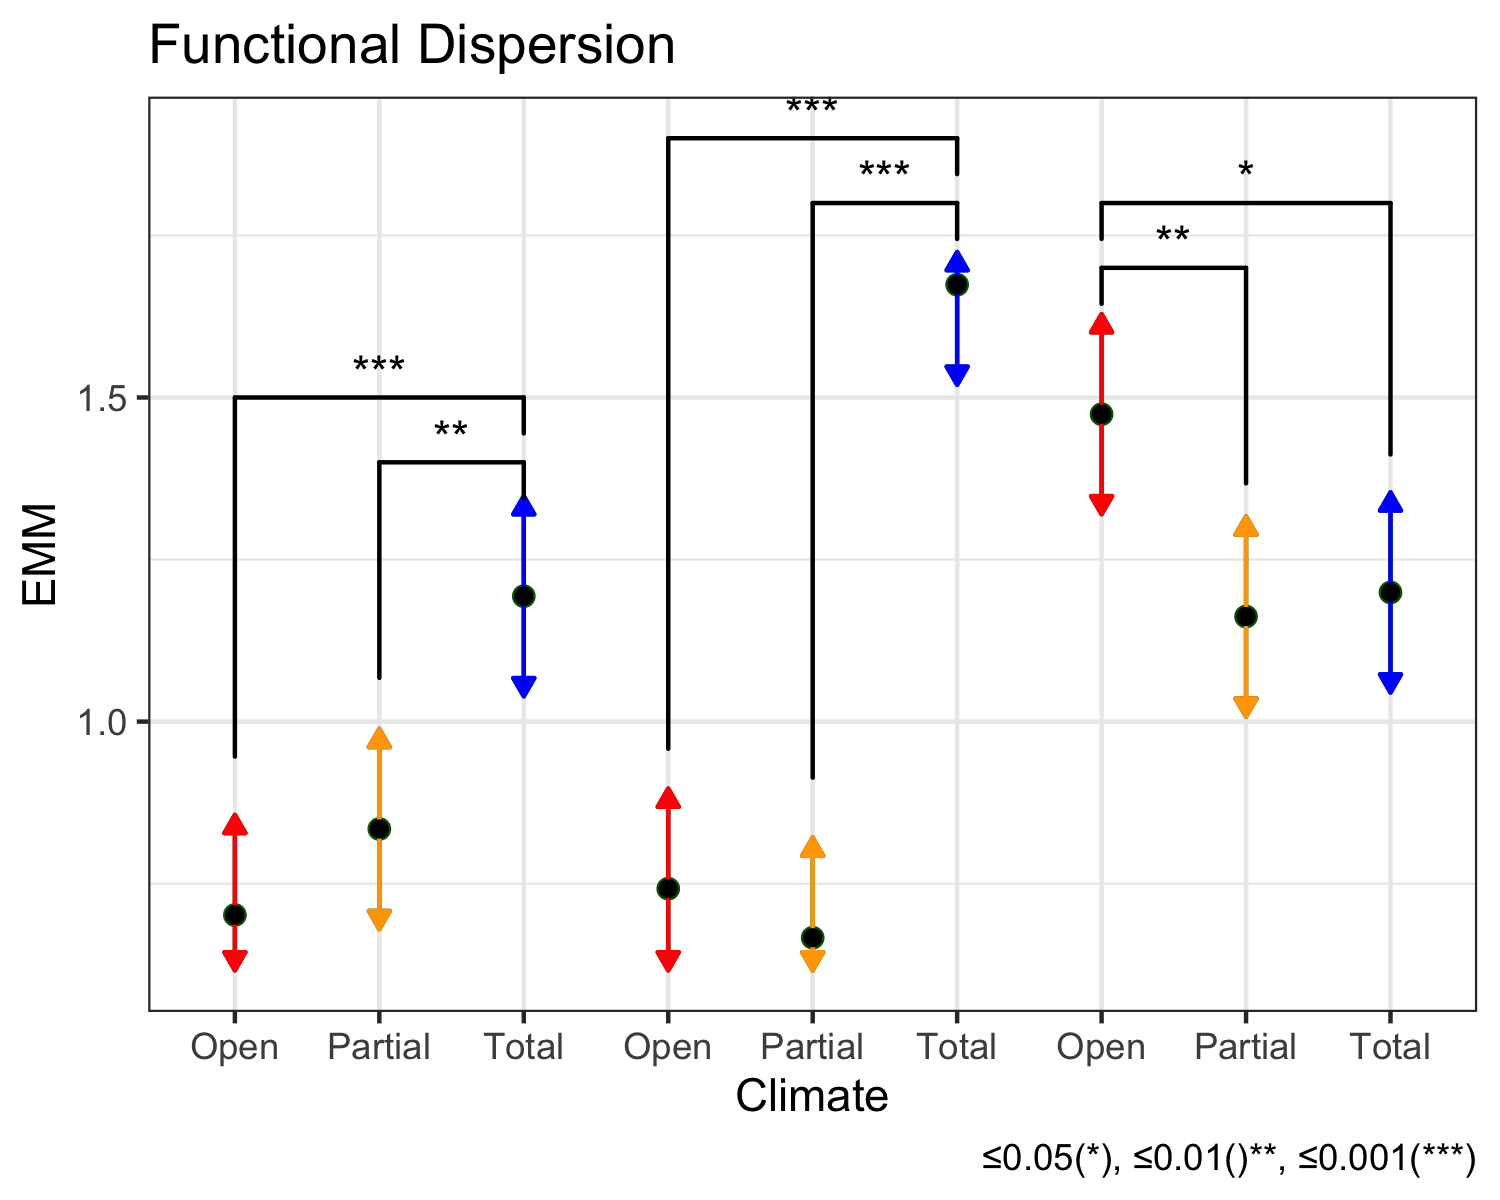 Functional Dispersion
***
***
*
**
***
**
1.5
1.0
EMM
Open Partial Total Open Partial Total Open Partial Total
Climate
≤0.05(*), ≤0.01()**, ≤0.001(***)